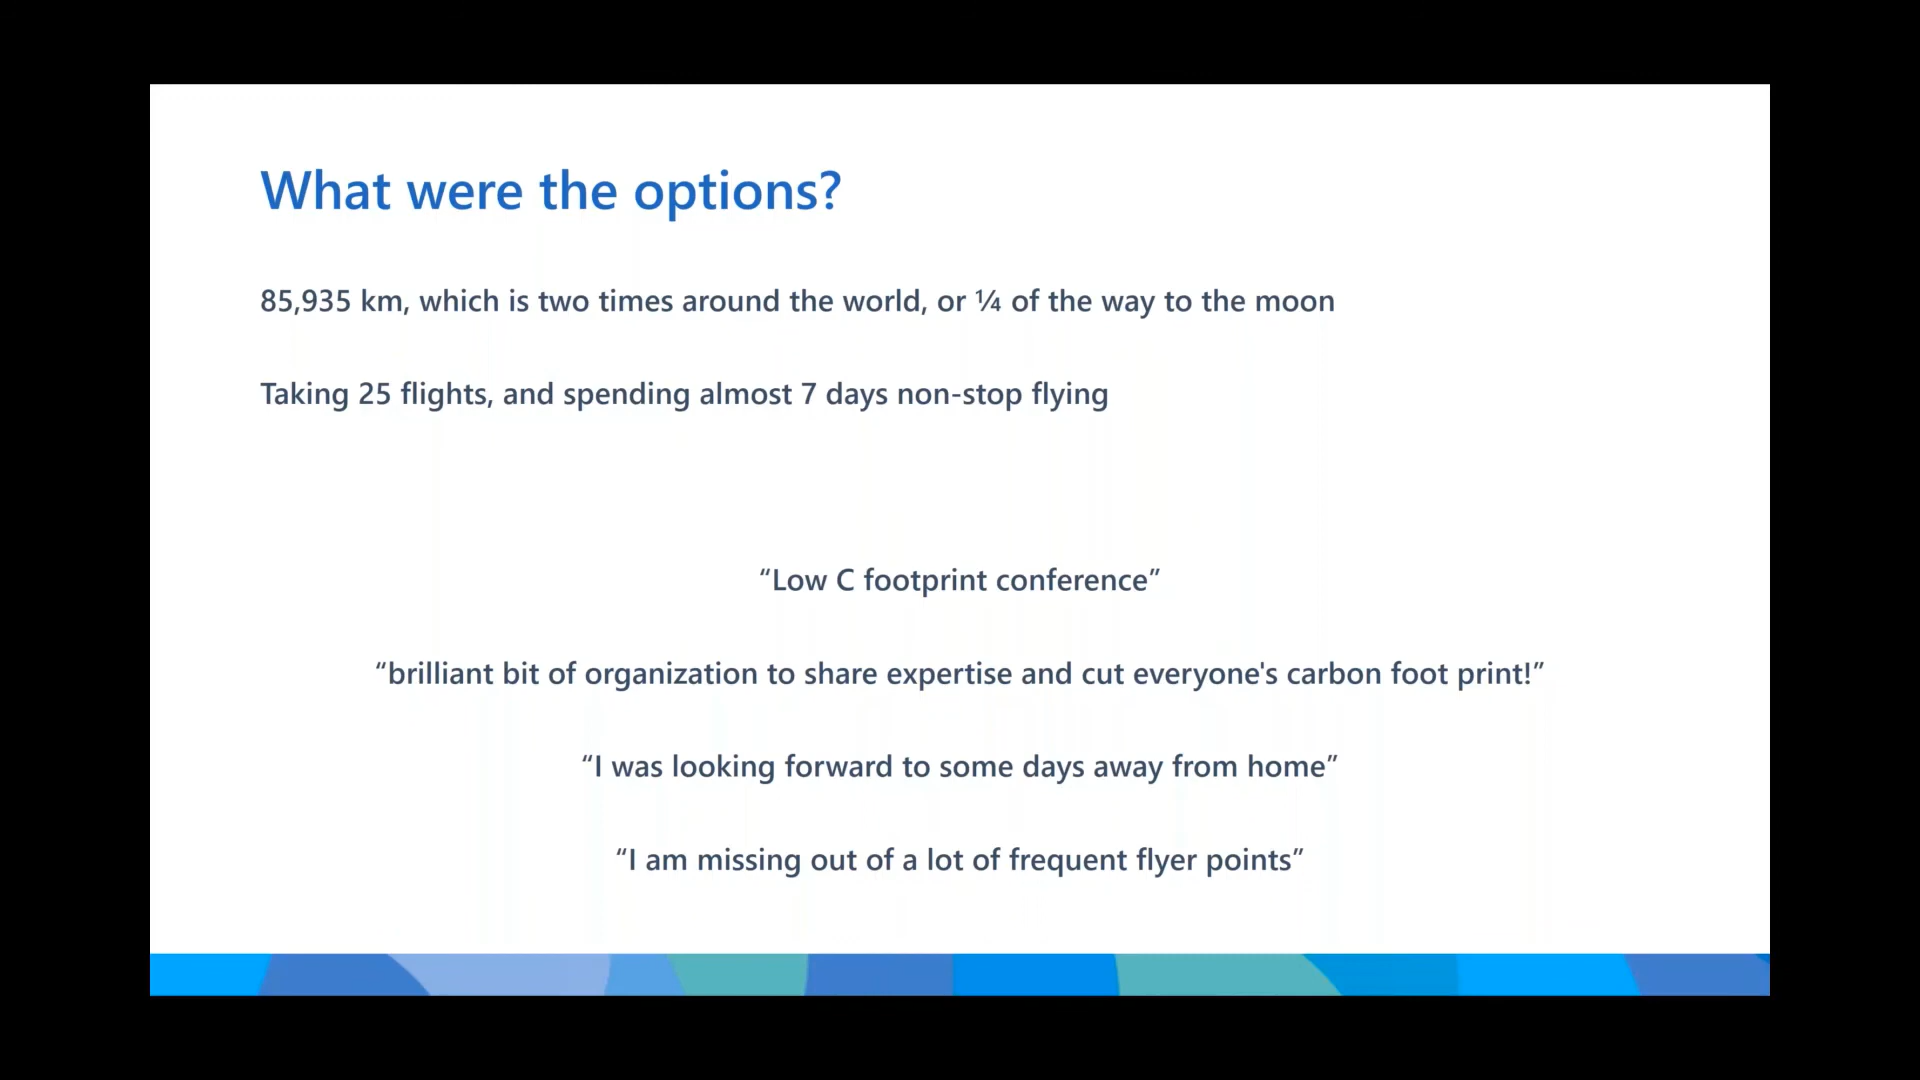 What were the options?
85,935 km, which is two times around the world, or ¼ of the way to the moon
Taking 25 flights, and spending almost 7 days non-stop flying
“Low C footprint conference”
“brilliant bit of organization to share expertise and cut everyone's carbon foot print!”
“I was looking forward to some days away from home”
“I am missing out of a lot of frequent flyer points”